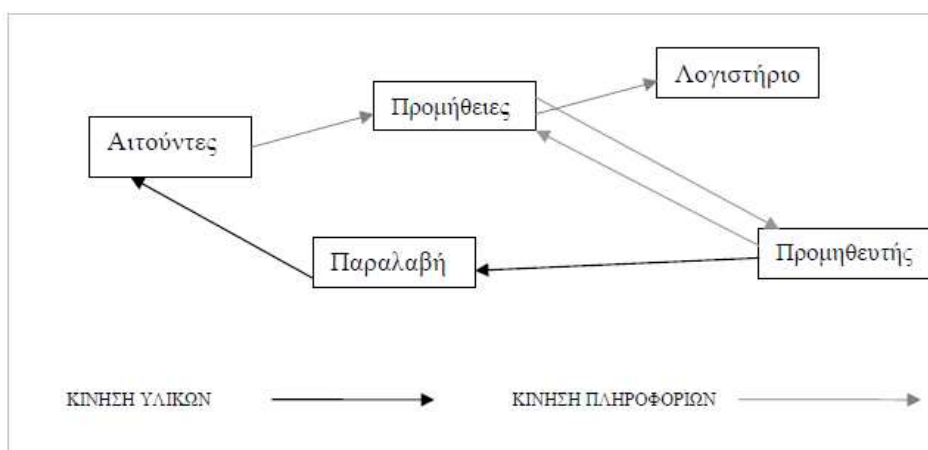 Λογιστήριο
Προμήθειες
Αιτούντες
Παραλαβή
Προμηθευτής
ΚΙΝΗΣΗ ΥΛΙΚΩΝ
ΚΙΝΗΣΗ ΠΛΗΡΟΦΟΡΙΩΝ